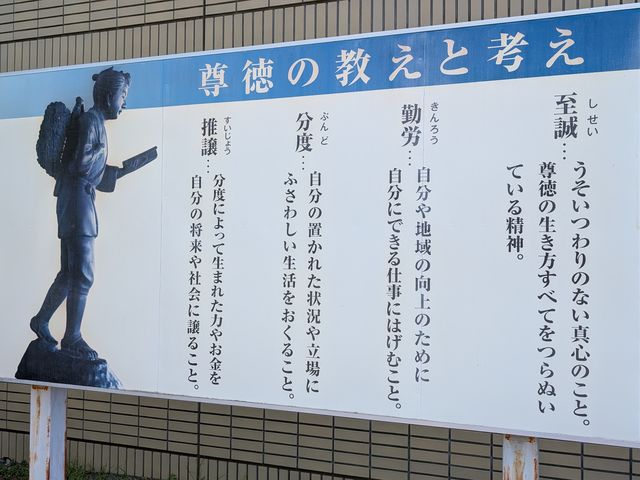 尊徳の教えと考え
しせい
至誠…
うそいつわりのない真心のこと。
尊徳の生き方すべてをつらぬい
ている精神。
きんろう
勤労…
自分や地域の向上のために
自分にできる仕事にはげむこと。
ぶんど
分度…
自分の置かれた状況や立場に
ふさわしい生活をおくること。
すいじょう
推譲…
分度によって生まれた力やお金を
自分の将来や社会に譲ること。